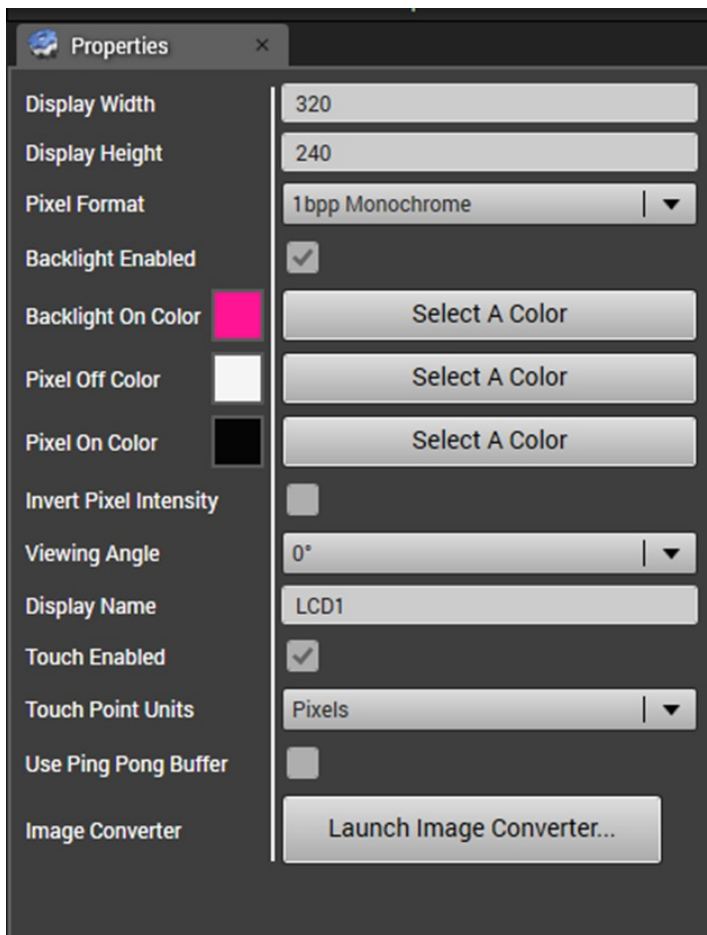 Properties ×
Display Width 320
Display Height 240
Pixel Format 1bpp Monochrome
Backlight Enabled
Backlight On Color Select A Color
Pixel Off Color Select A Color
Pixel On Color Select A Color
Invert Pixel Intensity
Viewing Angle 0°
Display Name LCD1
Touch Enabled
Touch Point Units Pixels
Use Ping Pong Buffer
Image Converter Launch Image Converter...